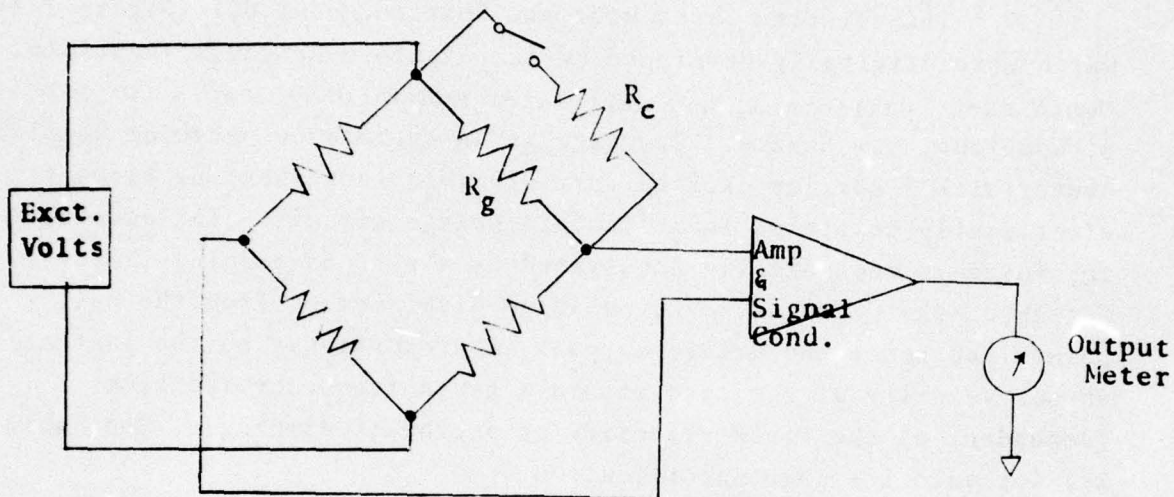 R_c
R_g
Exct.
Volts
Amp
&
Signal
Cond.
Output
Meter